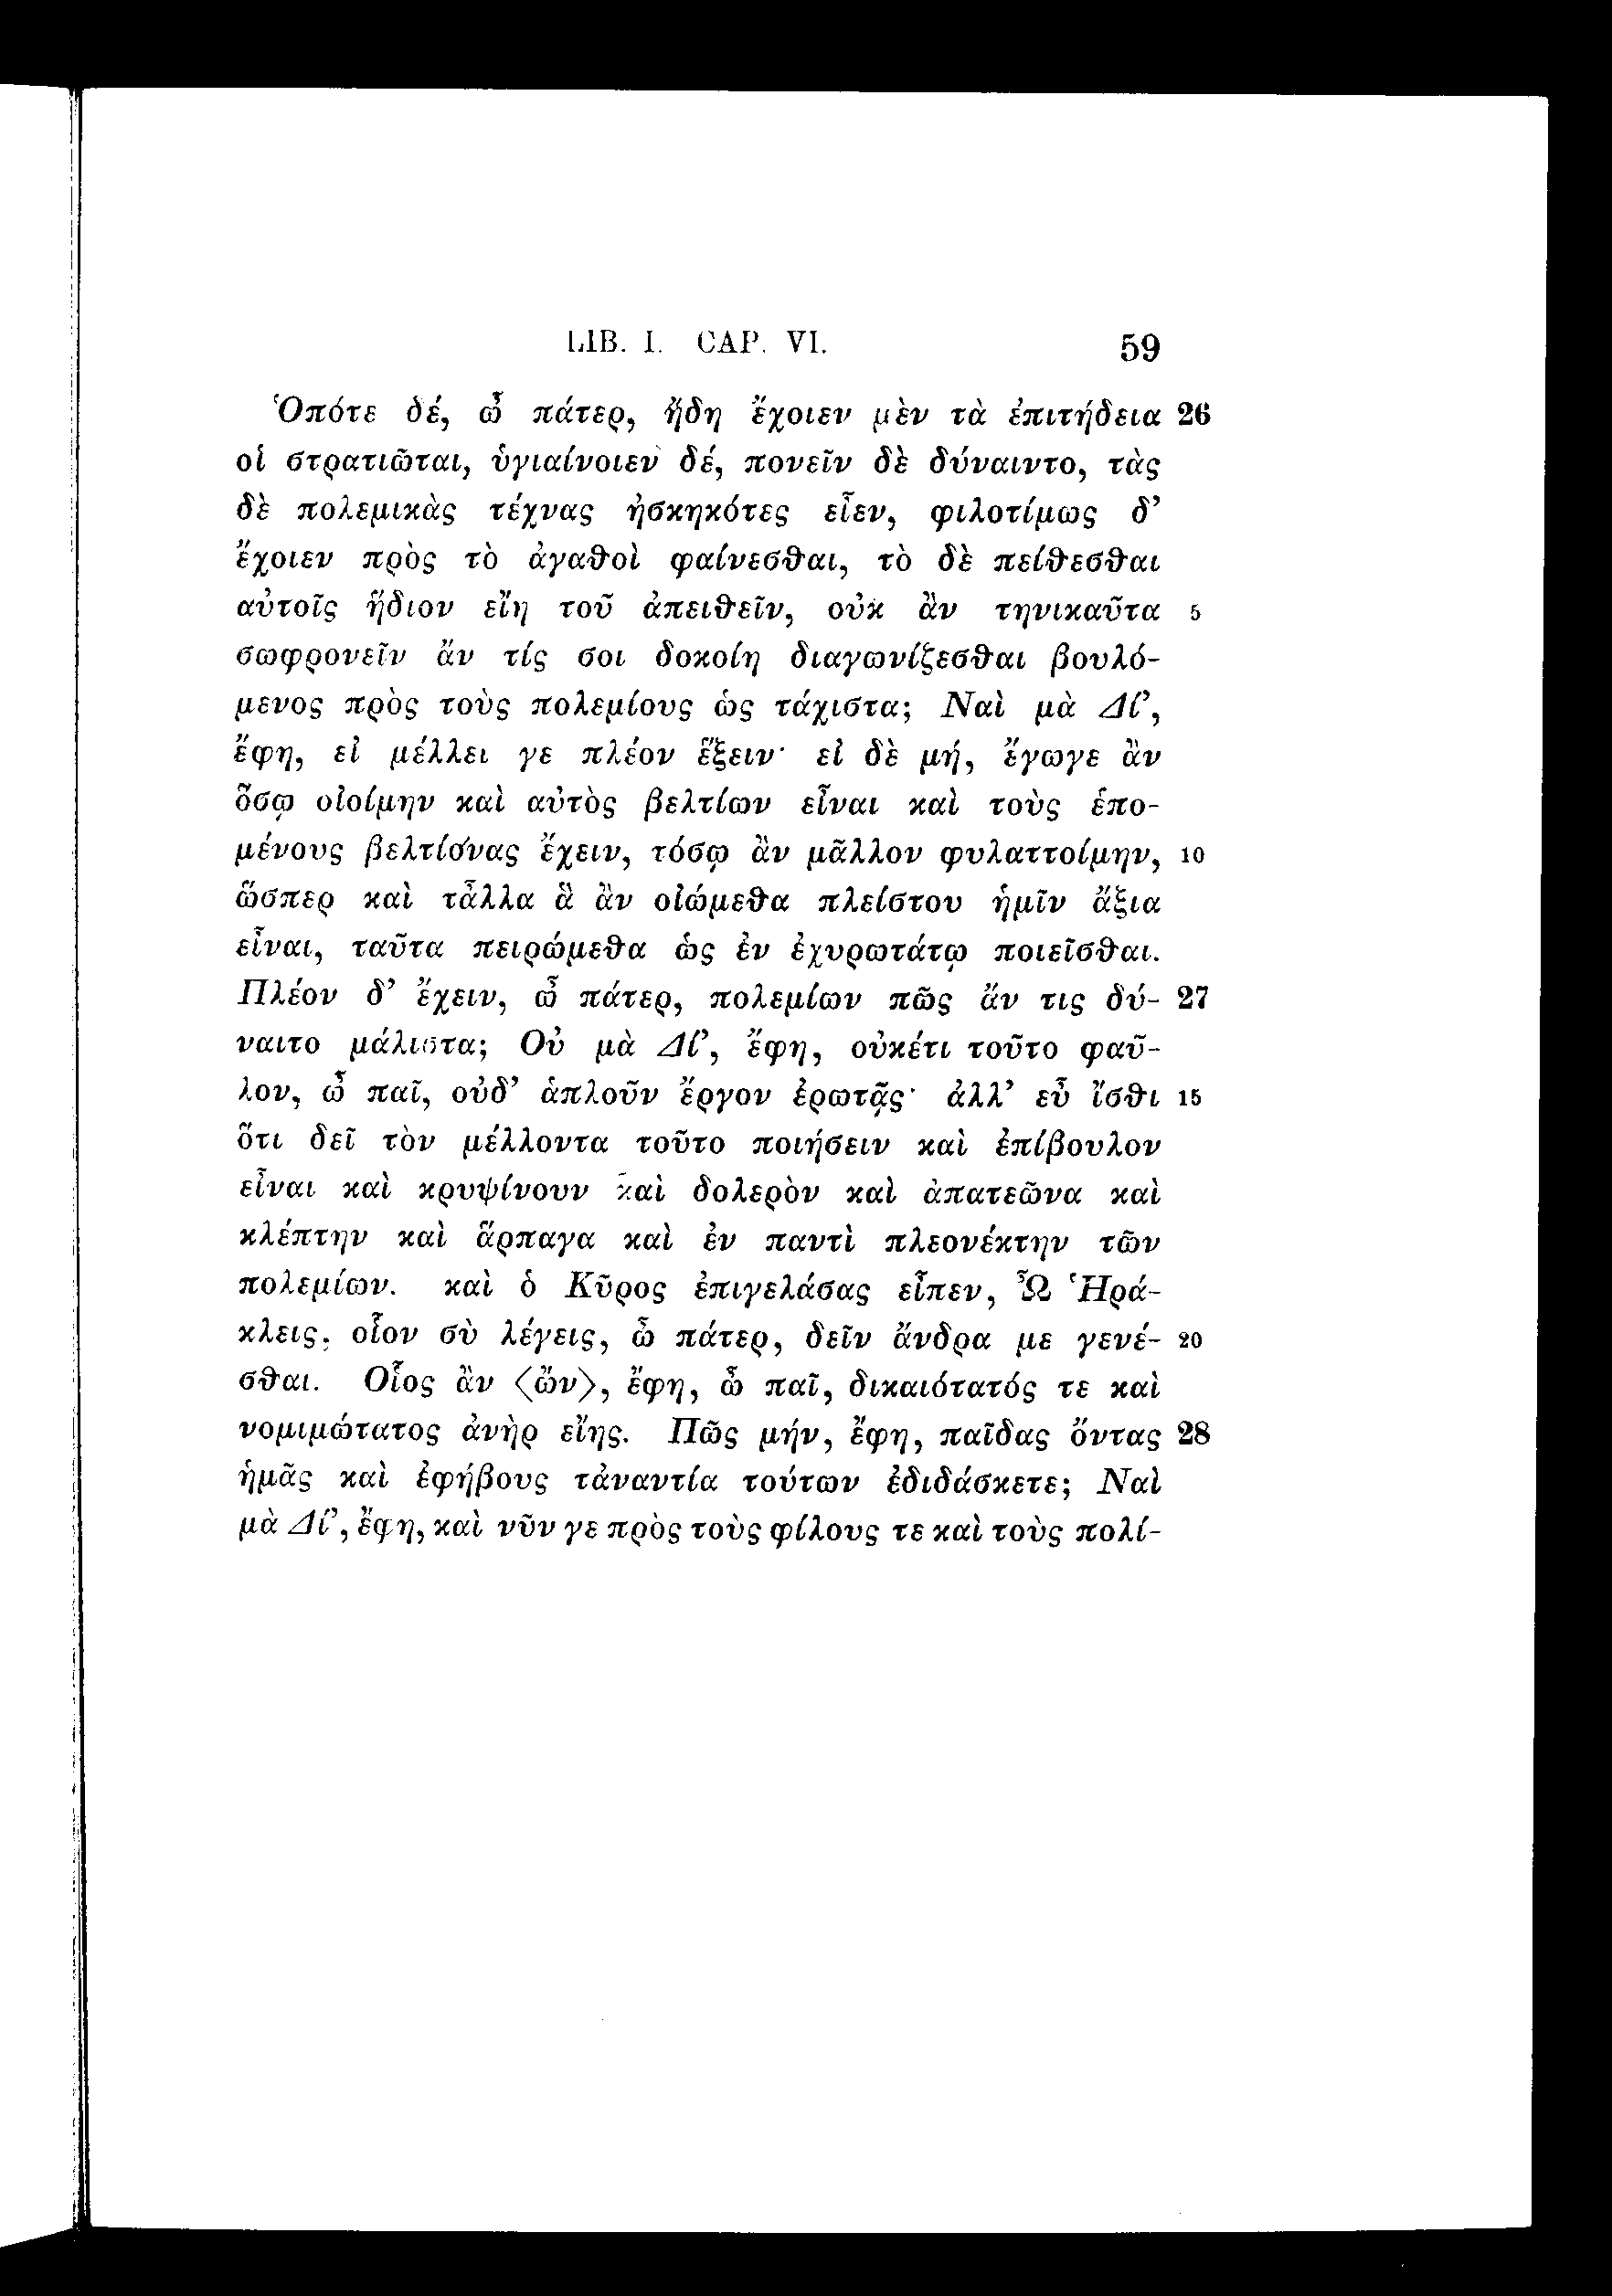 LIB. I. CAP. VI. 59
Ὁπότε δέ, ὦ πάτερ, ἤδη ἔχοιεν μὲν τὰ ἐπιτήδεια 26
οἱ στρατιῶται, ὑγιαίνοιεν δέ, πονεῖν δὲ δύναιντο, τὰς
δὲ πολεμικὰς τέχνας ἠσκηκότες εἶεν, φιλοτίμως δ’
ἔχοιεν πρὸς τὸ ἀγαθοὶ φαίνεσθαι, τὸ δὲ πείθεσθαι
αὐτοῖς ἥδιον εἴη τοῦ ἀπειθεῖν, οὐκ ἂν τηνικαῦτα 5
σωφρονεῖν ἄν τίς σοι δοκοίη διαγωνίζεσθαι βουλό-
μενος πρὸς τοὺς πολεμίους ὡς τάχιστα; Ναὶ μὰ Δί’,
ἔφη, εἰ μέλλει γε πλέον ἕξειν· εἰ δὲ μή, ἔγωγε ἂν
ὅσῳ οἰοίμην καὶ αὐτὸς βελτίων εἶναι καὶ τοὺς ἑπο-
μένους βελτίονας ἔχειν, τόσῳ ἂν μᾶλλον φυλαττοίμην, 10
ὥσπερ καὶ τἆλλα ἃ ἂν οἰώμεθα πλείστου ἡμῖν ἄξια
εἶναι, ταῦτα πειρώμεθα ὡς ἐν ἐχυρωτάτῳ ποιεῖσθαι.
Πλέον δ’ ἔχειν, ὦ πάτερ, πολεμίων πῶς ἄν τις δύ- 27
ναιτο μάλιστα; Οὐ μὰ Δί’, ἔφη, οὐκέτι τοῦτο φαῦ-
λον, ὦ παῖ, οὐδ’ ἁπλοῦν ἔργον ἐρωτᾷς· ἀλλ’ εὖ ἴσθι 15
ὅτι δεῖ τὸν μέλλοντα τοῦτο ποιήσειν καὶ ἐπίβουλον
εἶναι καὶ κρυψίνουν καὶ δολερὸν καὶ ἀπατεῶνα καὶ
κλέπτην καὶ ἅρπαγα καὶ ἐν παντὶ πλεονέκτην τῶν
πολεμίων. καὶ ὁ Κῦρος ἐπιγελάσας εἶπεν, Ὦ Ἡρά-
κλεις, οἷον σὺ λέγεις, ὦ πάτερ, δεῖν ἄνδρα με γενέ- 20
σθαι. Οἷος ἂν ⟨ὤν⟩, ἔφη, ὦ παῖ, δικαιότατός τε καὶ
νομιμώτατος ἀνὴρ εἴης. Πῶς μήν, ἔφη, παῖδας ὄντας 28
ἡμᾶς καὶ ἐφήβους τἀναντία τούτων ἐδιδάσκετε; Ναὶ
μὰ Δί’, ἔφη, καὶ νῦν γε πρὸς τοὺς φίλους τε καὶ τοὺς πολί-